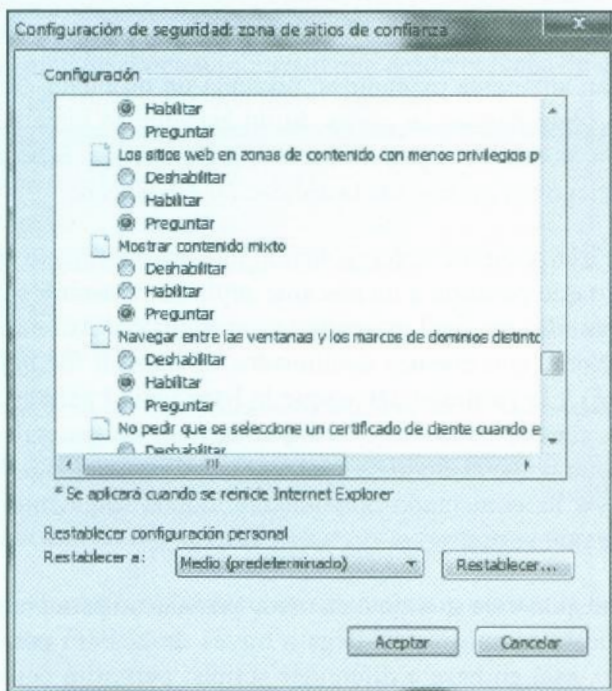 Configuración de seguridad: zona de sitios de confianza
Configuración
Habilitar
Preguntar
Los sitios web en zonas de contenido con menos privilegios p
Deshabilitar
Habilitar
Preguntar
Mostrar contenido mixto
Deshabilitar
Habilitar
Preguntar
Navegar entre las ventanas y los marcos de dominios distinto
Deshabilitar
Habilitar
Preguntar
No pedir que se seleccione un certificado de cliente cuando e
Deshabilitar
* Se aplicará cuando se reinicie Internet Explorer
Restablecer configuración personal
Restablecer a:
Medio (predeterminado)
Restablecer...
Aceptar
Cancelar